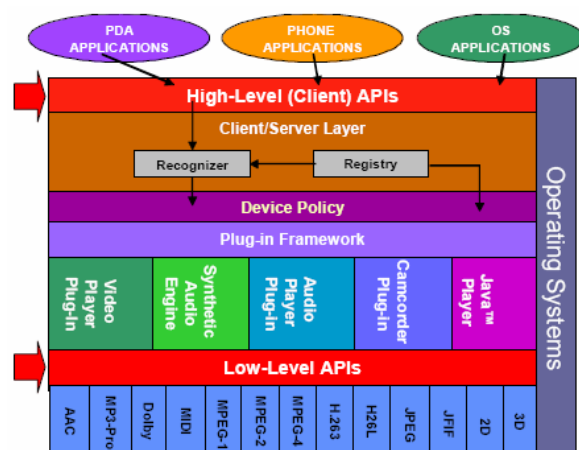 PDA
APPLICATIONS
PHONE
APPLICATIONS
OS
APPLICATIONS
High-Level (Client) APIs
Client/Server Layer
Recognizer
Registry
Device Policy
Plug-in Framework
Video
Player
Plug-In
Synthetic
Audio
Engine
Audio
Player
Plug-in
Camcorder
Plug-in
Java™
Player
Operating Systems
Low-Level APIs
AAC
MP3-Pro
Dolby
MIDI
MPEG-1
MPEG-2
MPEG-4
H.263
H26L
JPEG
JFIF
2D
3D